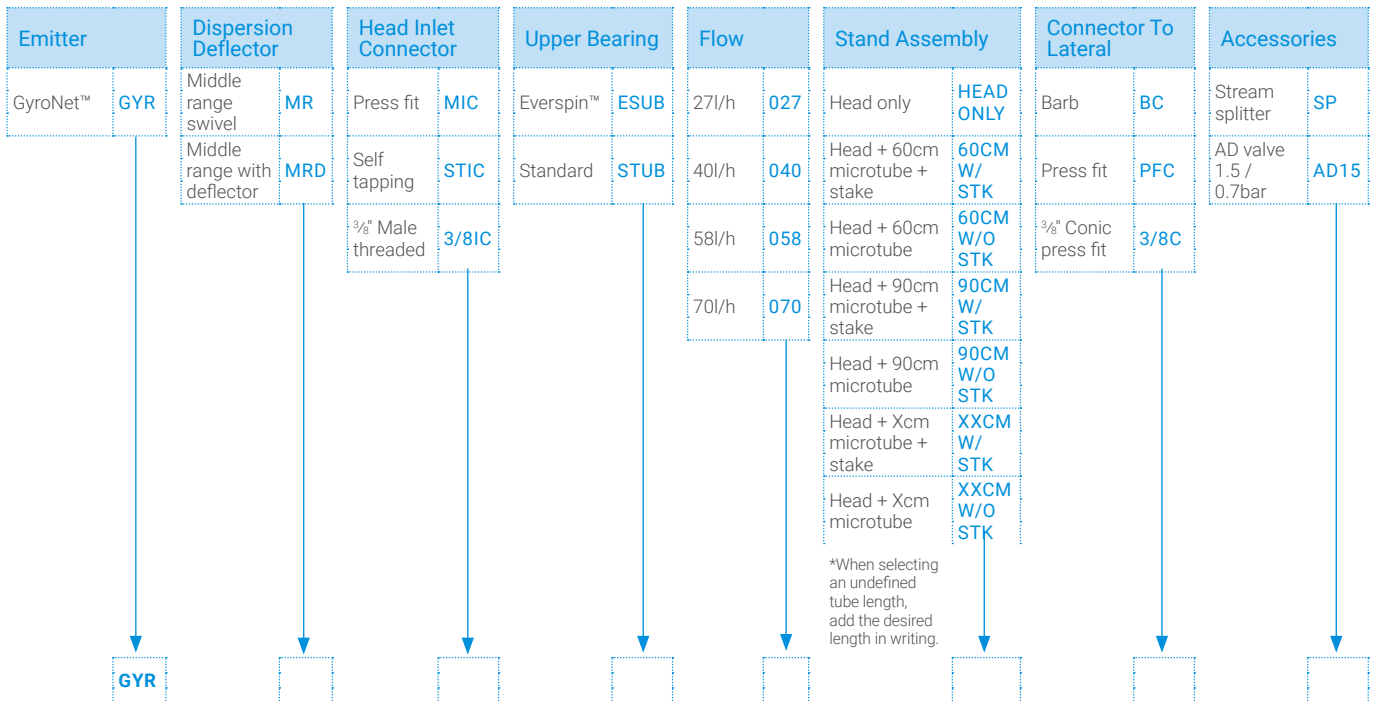 Emitter
GyroNet™ GYR
GYR
Dispersion
Deflector
Middle
range
swivel
MR
Middle
range with
deflector
MRD
Head Inlet
Connector
Press fit MIC
Self
tapping
STIC
⅜" Male
threaded
3/8IC
Upper Bearing
Everspin™ ESUB
Standard STUB
Flow
27l/h 027
40l/h 040
58l/h 058
70l/h 070
Stand Assembly
Head only
HEAD
ONLY
Head + 60cm
microtube +
stake
60CM
W/
STK
Head + 60cm
microtube
60CM
W/O
STK
Head + 90cm
microtube +
stake
90CM
W/
STK
Head + 90cm
microtube
90CM
W/O
STK
Head + Xcm
microtube +
stake
XXCM
W/
STK
Head + Xcm
microtube
XXCM
W/O
STK
*When selecting
an undefined
tube length,
add the desired
length in writing.
Connector To
Lateral
Barb BC
Press fit PFC
⅜" Conic
press fit
3/8C
Accessories
Stream
splitter
SP
AD valve
1.5 /
0.7bar
AD15